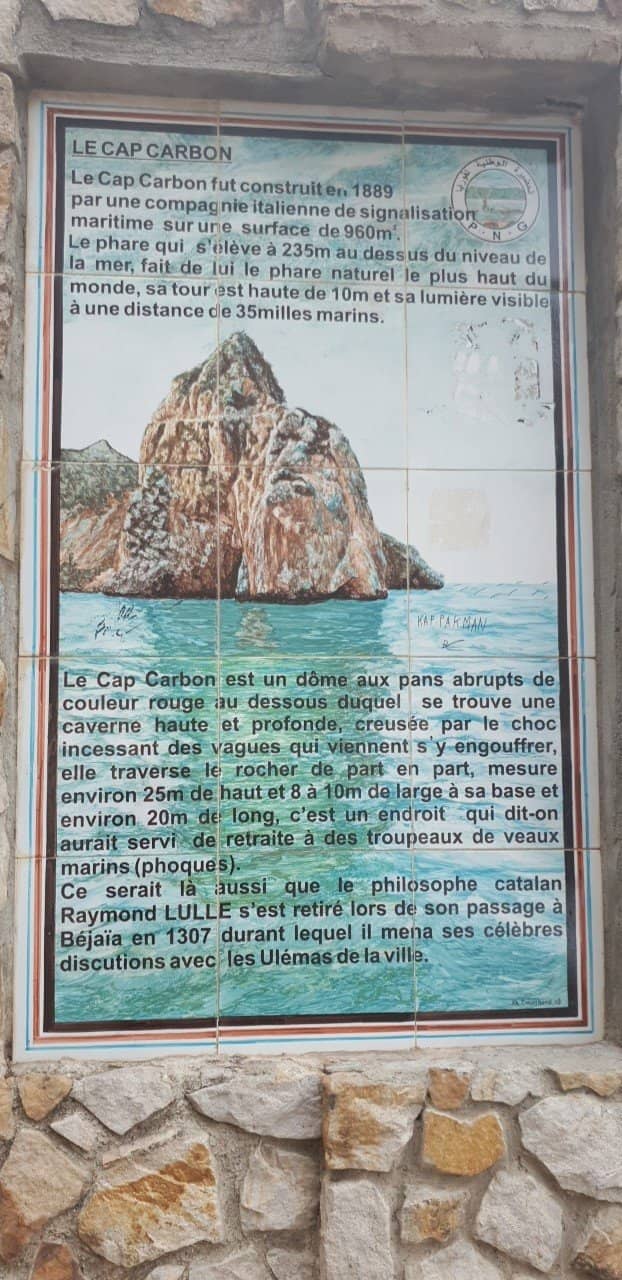 LE CAP CARBON
Le Cap Carbon fut construit en 1889
par une compagnie italienne de signalisation
maritime sur une surface de 960m².
Le phare qui s'élève à 235m au dessus du niveau de
la mer, fait de lui le phare naturel le plus haut du
monde, sa tour est haute de 10m et sa lumière visible
à une distance de 35milles marins.
P·N·G
KAP PAKMAN
Le Cap Carbon est un dôme aux pans abrupts de
couleur rouge au dessous duquel se trouve une
caverne haute et profonde, creusée par le choc
incessant des vagues qui viennent s'y engouffrer,
elle traverse le rocher de part en part, mesure
environ 25m de haut et 8 à 10m de large à sa base et
environ 20m de long, c'est un endroit qui dit-on
aurait servi de retraite à des troupeaux de veaux
marins (phoques).
Ce serait là aussi que le philosophe catalan
Raymond LULLE s'est retiré lors de son passage à
Béjaïa en 1307 durant lequel il mena ses célèbres
discutions avec les Ulémas de la ville.